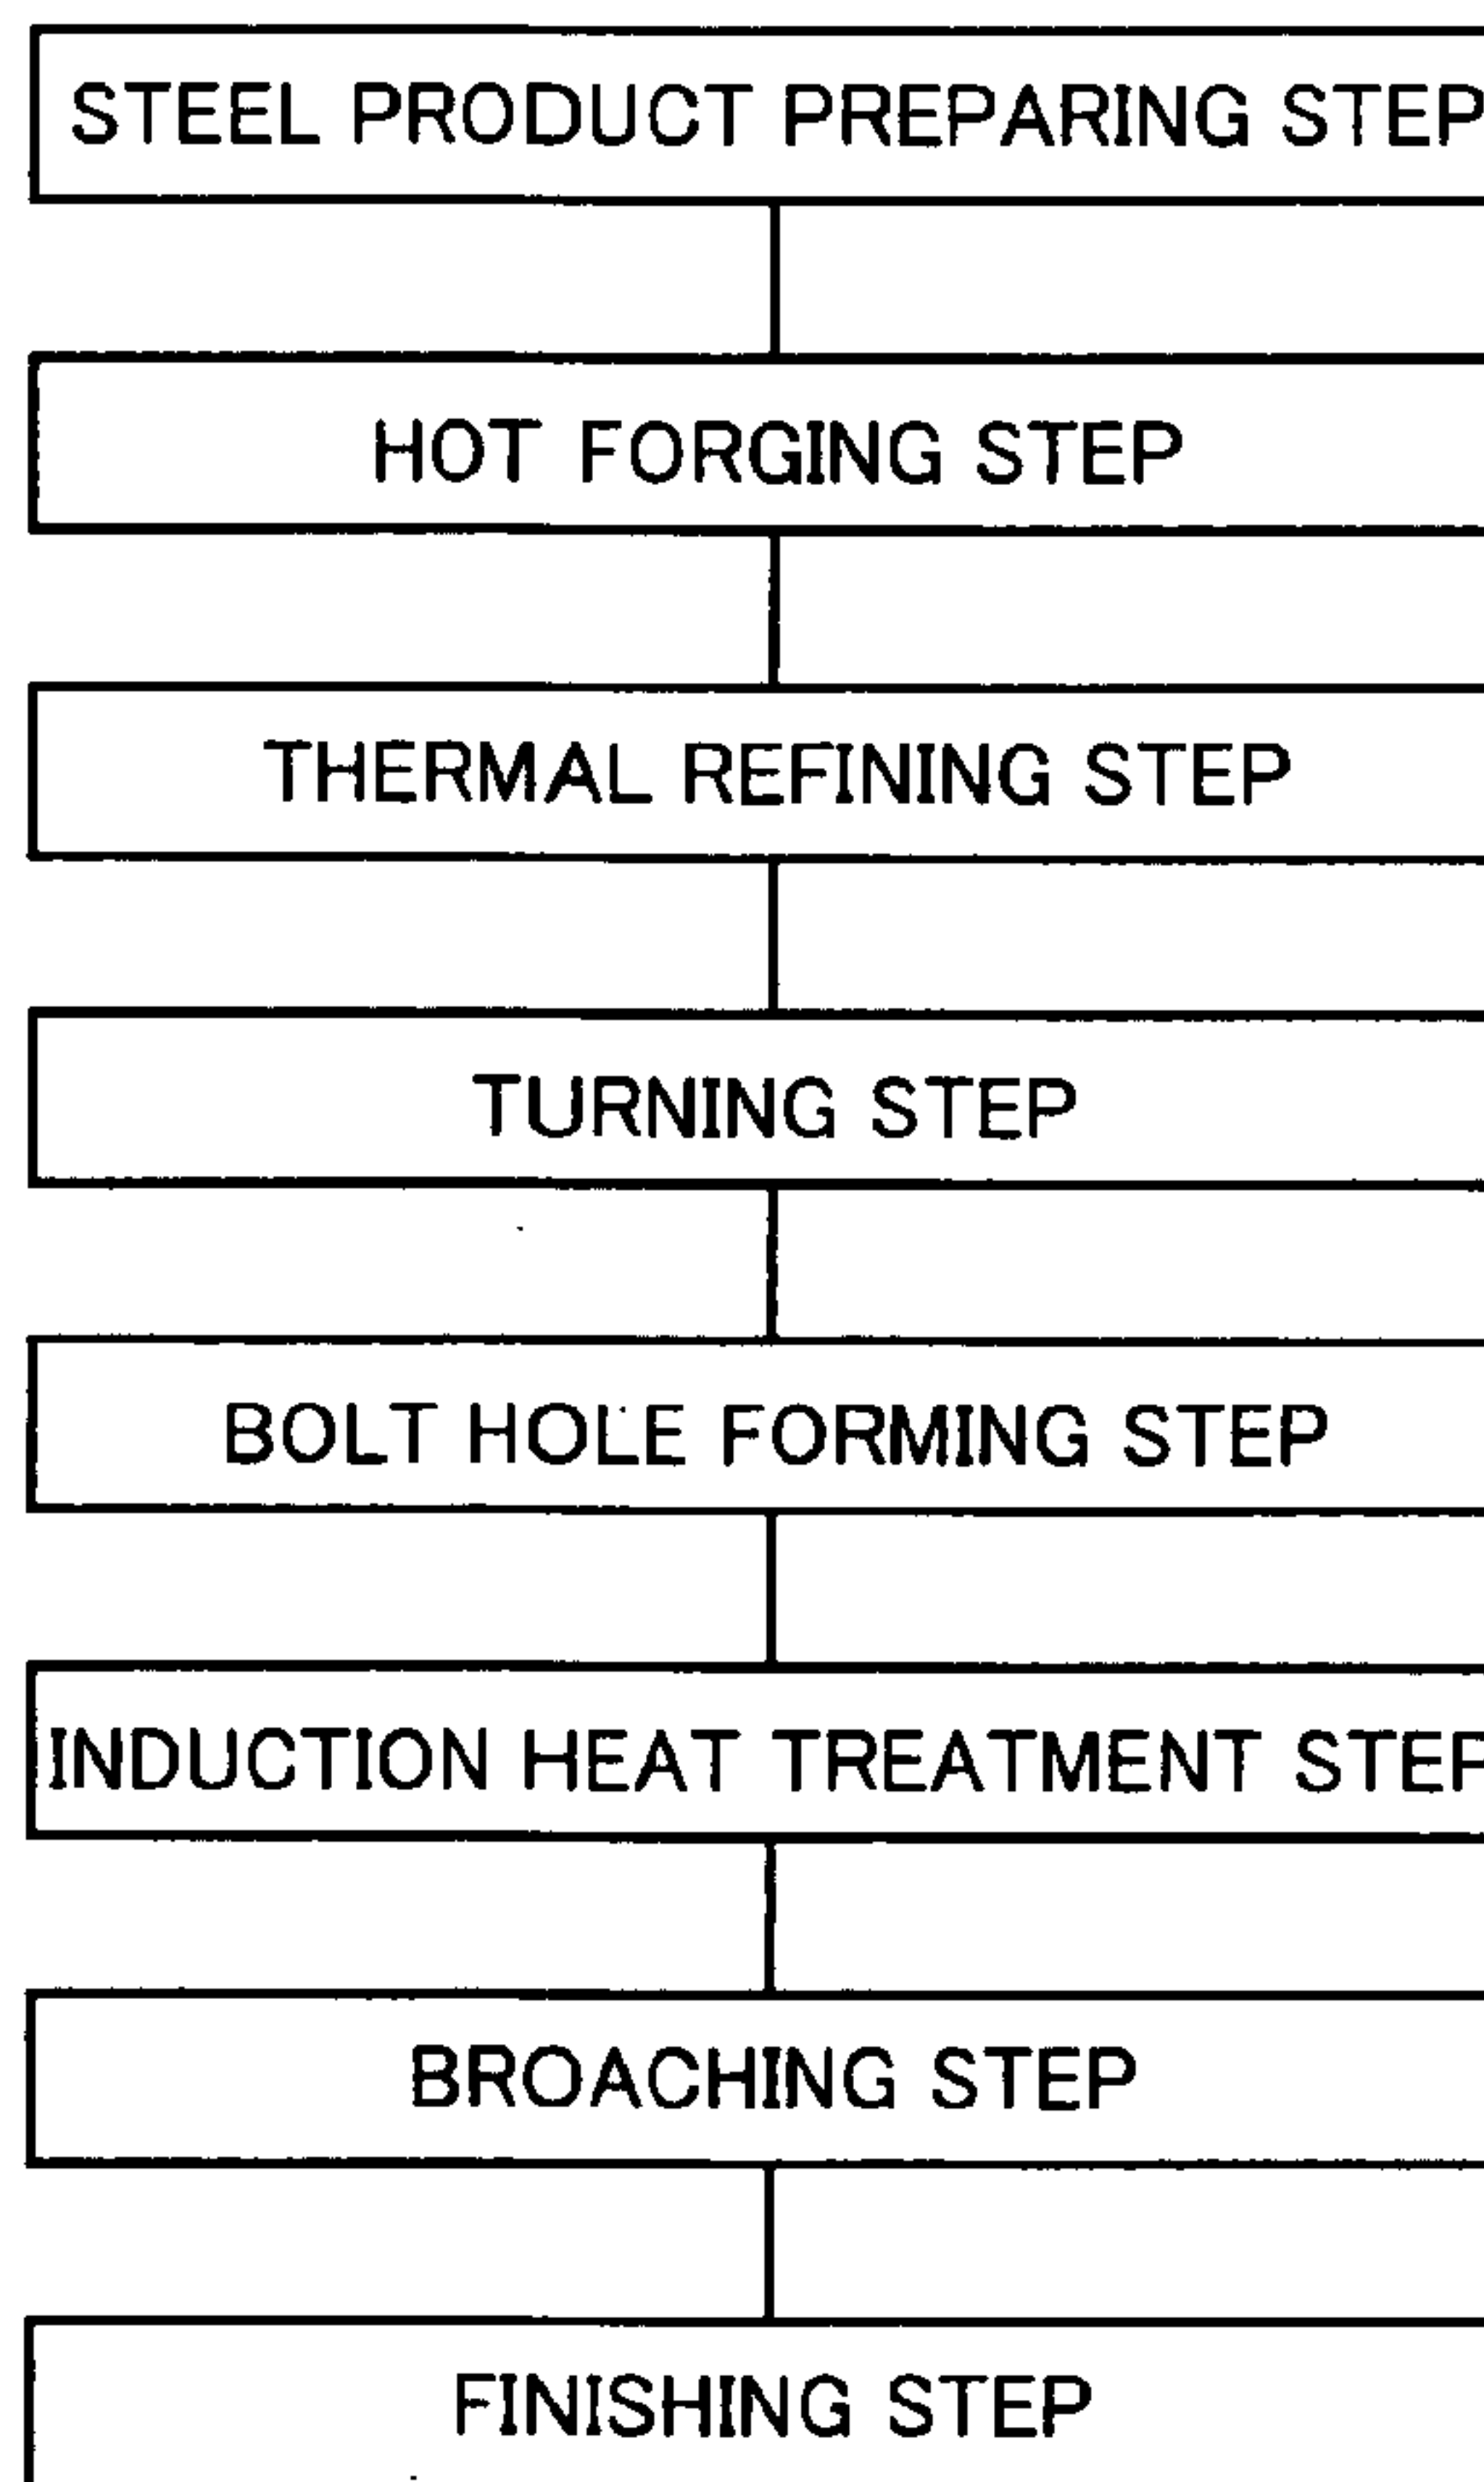 STEEL PRODUCT PREPARING STEP
HOT FORGING STEP
THERMAL REFINING STEP
TURNING STEP
BOLT HOLE FORMING STEP
INDUCTION HEAT TREATMENT STEP
BROACHING STEP
FINISHING STEP